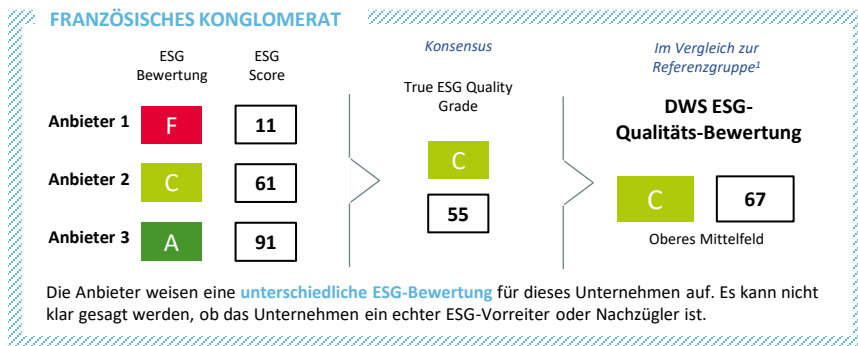 FRANZÖSISCHES KONGLOMERAT
ESG Bewertung
ESG Score
Anbieter 1 F 11
Anbieter 2 C 61
Anbieter 3 A 91
Konsensus
True ESG Quality
Grade
C
55
Im Vergleich zur
Referenzgruppe¹
DWS ESG-
Qualitäts-Bewertung
C 67
Oberes Mittelfeld
Die Anbieter weisen eine unterschiedliche ESG-Bewertung für dieses Unternehmen auf. Es kann nicht
klar gesagt werden, ob das Unternehmen ein echter ESG-Vorreiter oder Nachzügler ist.